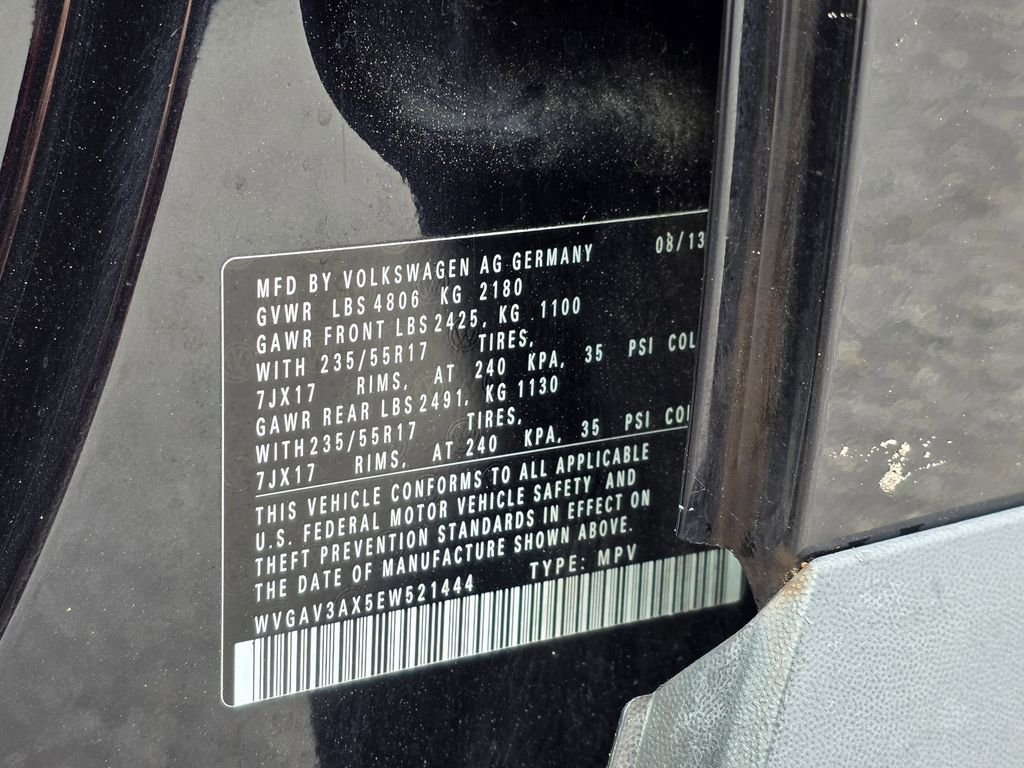 MFD BY VOLKSWAGEN AG GERMANY 08/13
GVWR LBS 4806 KG 2180
GAWR FRONT LBS 2425, KG 1100
WITH 235/55R17 TIRES,
7JX17 RIMS, AT 240 KPA, 35 PSI COL
GAWR REAR LBS 2491, KG 1130
WITH 235/55R17 TIRES,
7JX17 RIMS, AT 240 KPA, 35 PSI COL
THIS VEHICLE CONFORMS TO ALL APPLICABLE
U.S. FEDERAL MOTOR VEHICLE SAFETY AND
THEFT PREVENTION STANDARDS IN EFFECT ON
THE DATE OF MANUFACTURE SHOWN ABOVE.
WVGAV3AX5EW521444 TYPE: MPV